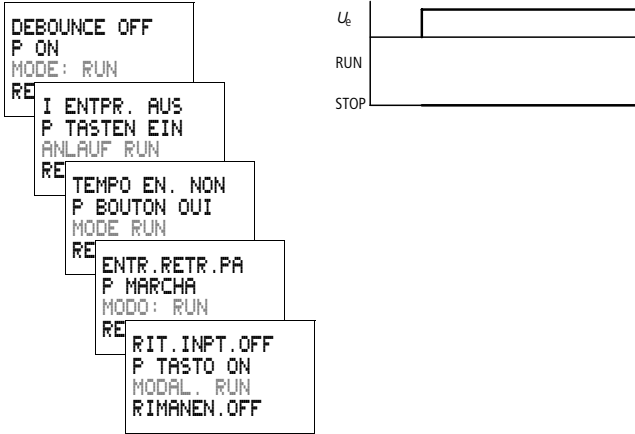 DEBOUNCE OFF
P ON
MODE: RUN
RE
I ENTPR. AUS
P TASTEN EIN
ANLAUF RUN
RE
TEMPO EN. NON
P BOUTON OUI
MODE RUN
RE
ENTR.RETR.PA
P MARCHA
MODO: RUN
RE
RIT.INPT.OFF
P TASTO ON
MODAL. RUN
RIMANEN.OFF
Ue
RUN
STOP